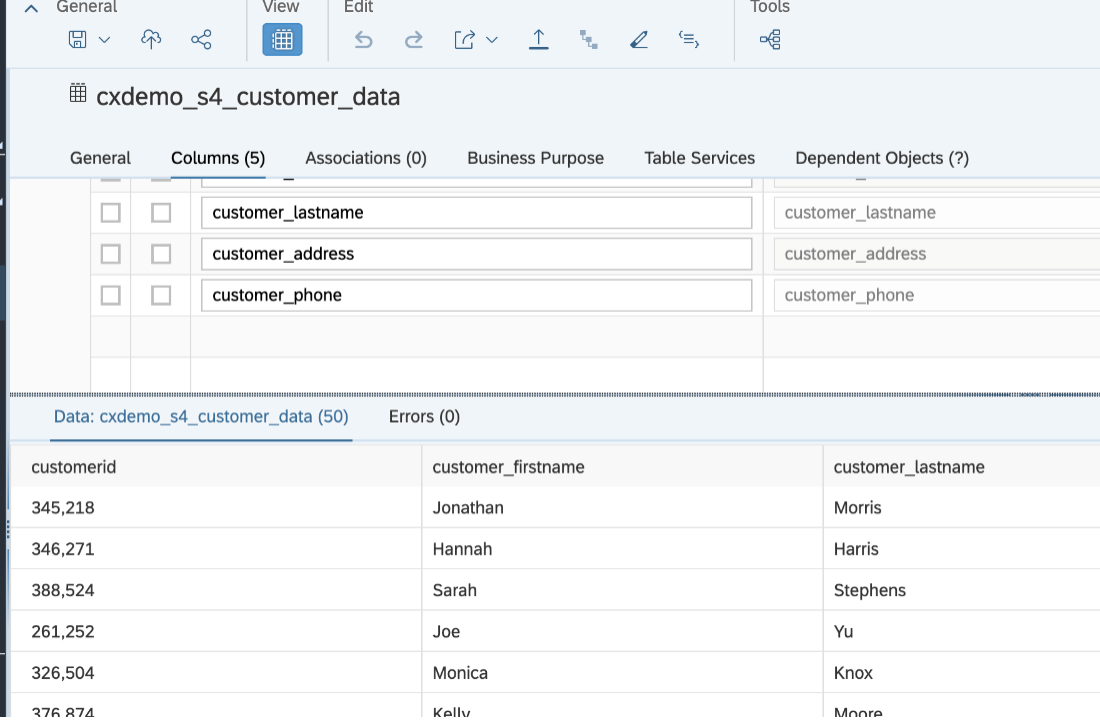 General View Edit Tools
cxdemo_s4_customer_data
General Columns (5) Associations (0) Business Purpose Table Services Dependent Objects (?)
customer_lastname customer_lastname
customer_address customer_address
customer_phone customer_phone
Data: cxdemo_s4_customer_data (50) Errors (0)
customerid customer_firstname customer_lastname
345,218 Jonathan Morris
346,271 Hannah Harris
388,524 Sarah Stephens
261,252 Joe Yu
326,504 Monica Knox
376,874 Kelly Moore